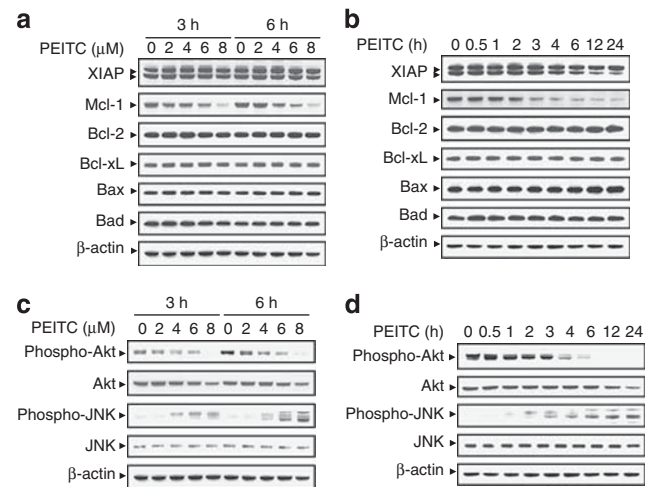 a
3 h 6 h
PEITC (μM) 0 2 4 6 8 0 2 4 6 8
XIAP
Mcl-1
Bcl-2
Bcl-xL
Bax
Bad
β-actin
b
PEITC (h) 0 0.5 1 2 3 4 6 12 24
XIAP
Mcl-1
Bcl-2
Bcl-xL
Bax
Bad
β-actin
c
3 h 6 h
PEITC (μM) 0 2 4 6 8 0 2 4 6 8
Phospho-Akt
Akt
Phospho-JNK
JNK
β-actin
d
PEITC (h) 0 0.5 1 2 3 4 6 12 24
Phospho-Akt
Akt
Phospho-JNK
JNK
β-actin